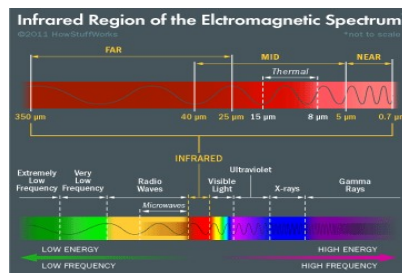 Infrared Region of the Elctromagnetic Spectrum
©2011 HowStuffWorks *not to scale
FAR MID NEAR
Thermal
350 µm 40 µm 25 µm 15 µm 8 µm 5 µm 0.7 µm
INFRARED
Extremely Low Frequency
Very Low Frequency
Radio Waves
Microwaves
Visible Light
Ultraviolet
X-rays
Gamma Rays
LOW ENERGY HIGH ENERGY
LOW FREQUENCY HIGH FREQUENCY